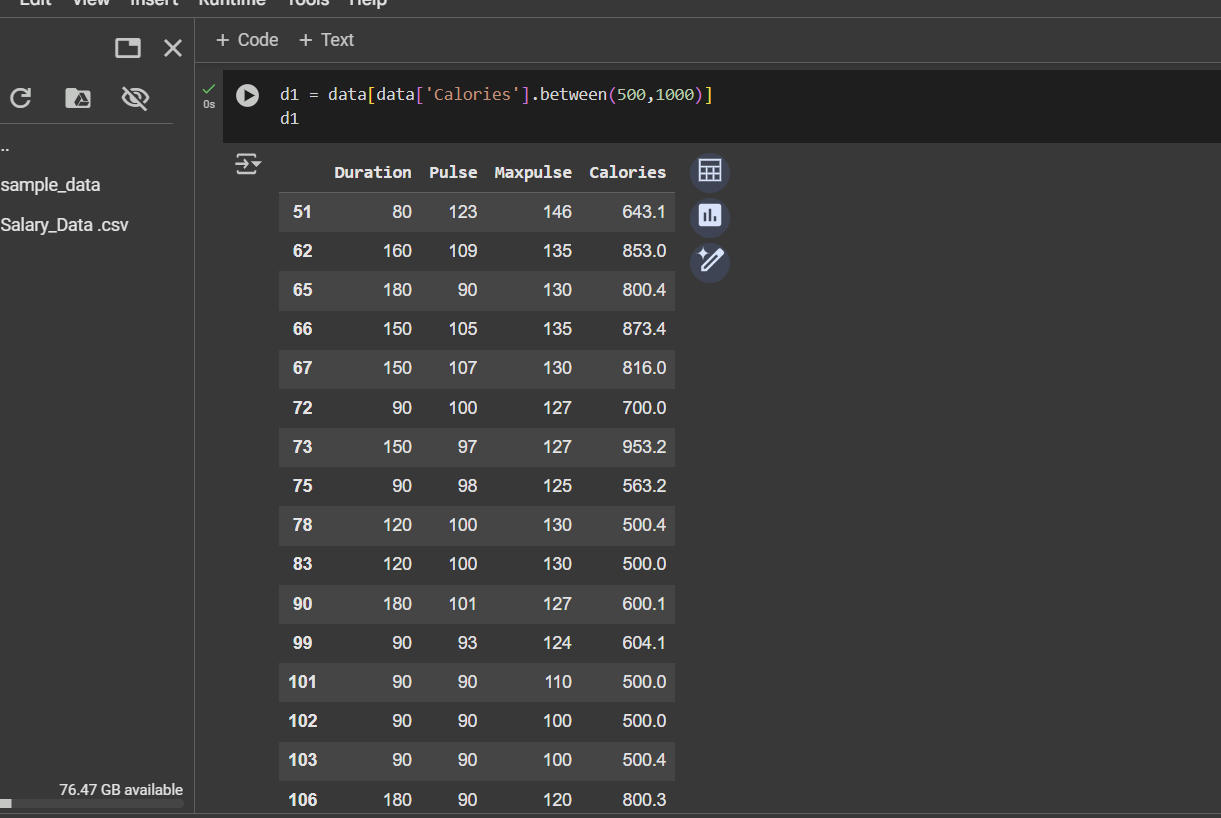 Edit View Insert Runtime Tools Help
+ Code + Text
..
sample_data
Salary_Data .csv
76.47 GB available
0s
d1 = data[data['Calories'].between(500,1000)]
d1
Duration Pulse Maxpulse Calories
51 80 123 146 643.1
62 160 109 135 853.0
65 180 90 130 800.4
66 150 105 135 873.4
67 150 107 130 816.0
72 90 100 127 700.0
73 150 97 127 953.2
75 90 98 125 563.2
78 120 100 130 500.4
83 120 100 130 500.0
90 180 101 127 600.1
99 90 93 124 604.1
101 90 90 110 500.0
102 90 90 100 500.0
103 90 90 100 500.4
106 180 90 120 800.3